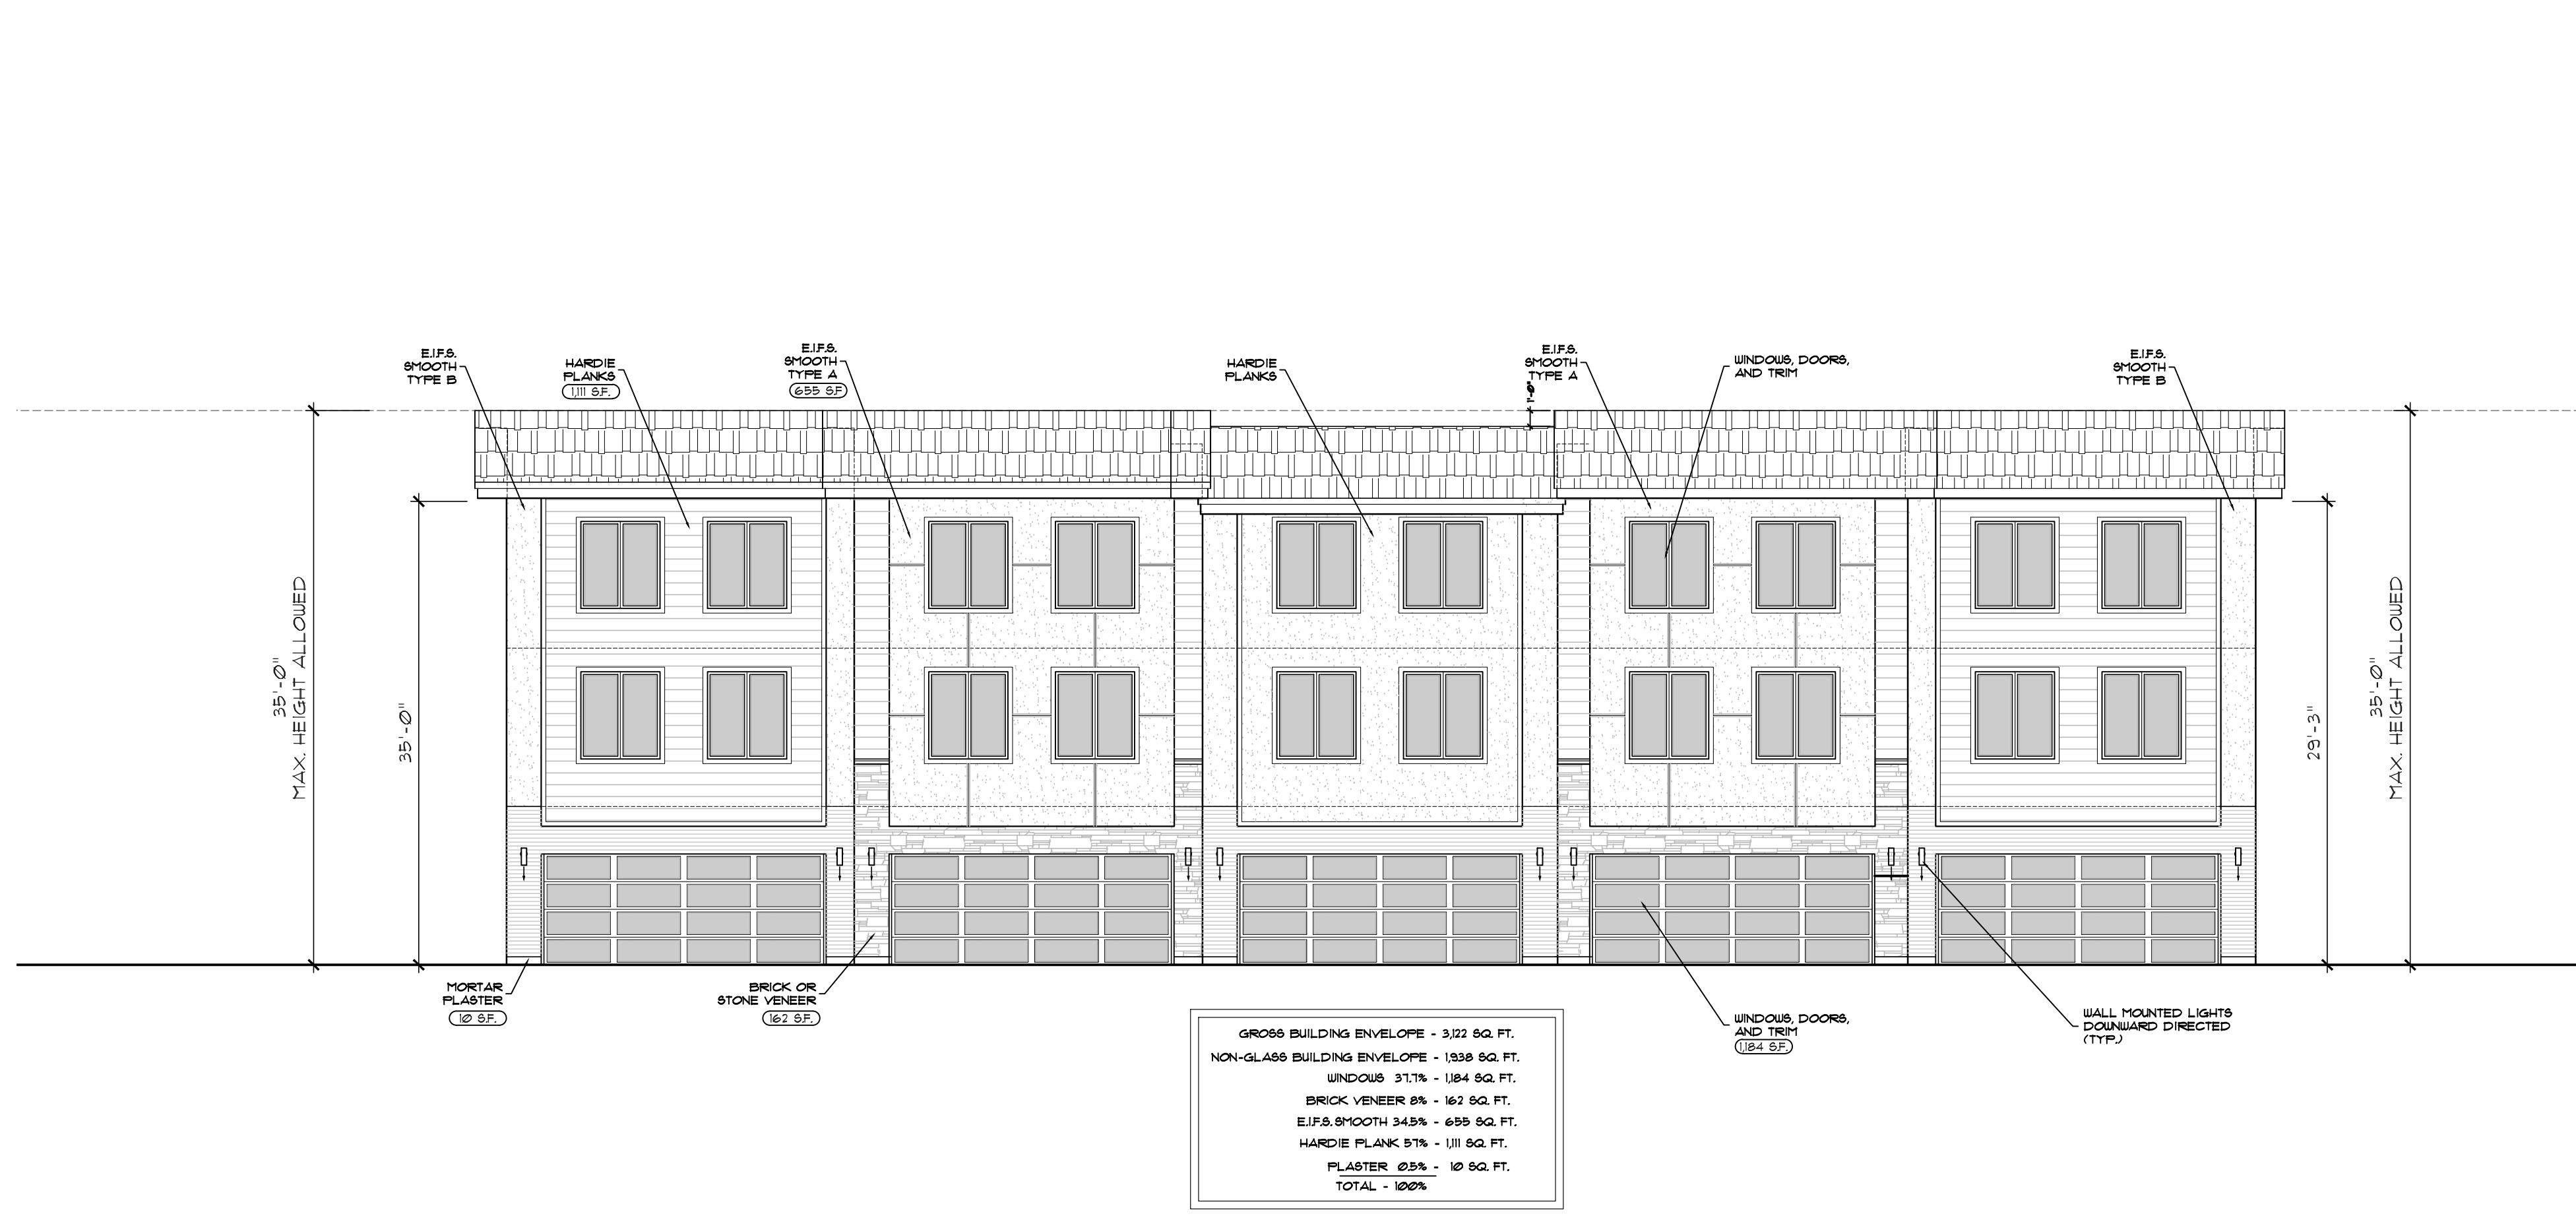 E.I.F.S.
SMOOTH
TYPE B
HARDIE
PLANKS
1,111 S.F.
E.I.F.S.
SMOOTH
TYPE A
655 S.F
HARDIE
PLANKS
E.I.F.S.
SMOOTH
TYPE A
1'-0"
WINDOWS, DOORS,
AND TRIM
E.I.F.S.
SMOOTH
TYPE B
35'-0"
MAX. HEIGHT ALLOWED
35'-0"
29'-3"
35'-0"
MAX. HEIGHT ALLOWED
MORTAR
PLASTER
10 S.F.
BRICK OR
STONE VENEER
162 S.F.
WINDOWS, DOORS,
AND TRIM
1,184 S.F.
WALL MOUNTED LIGHTS
DOWNWARD DIRECTED
(TYP.)
GROSS BUILDING ENVELOPE - 3,122 SQ. FT.
NON-GLASS BUILDING ENVELOPE - 1,938 SQ. FT.
WINDOWS 37.7% - 1,184 SQ. FT.
BRICK VENEER 8% - 162 SQ. FT.
E.I.F.S. SMOOTH 34.5% - 655 SQ. FT.
HARDIE PLANK 57% - 1,111 SQ. FT.
PLASTER 0.5% - 10 SQ. FT.
TOTAL - 100%